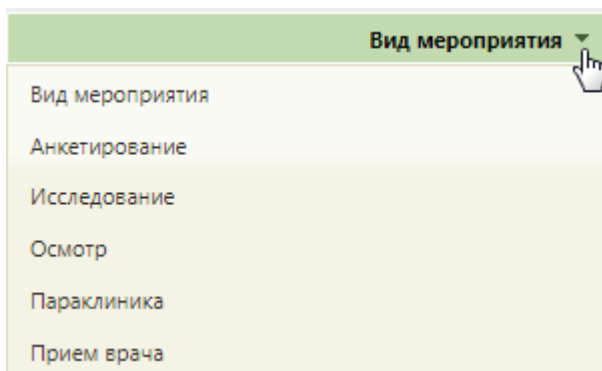 Вид мероприятия
Вид мероприятия
Анкетирование
Исследование
Осмотр
Параклиника
Прием врача